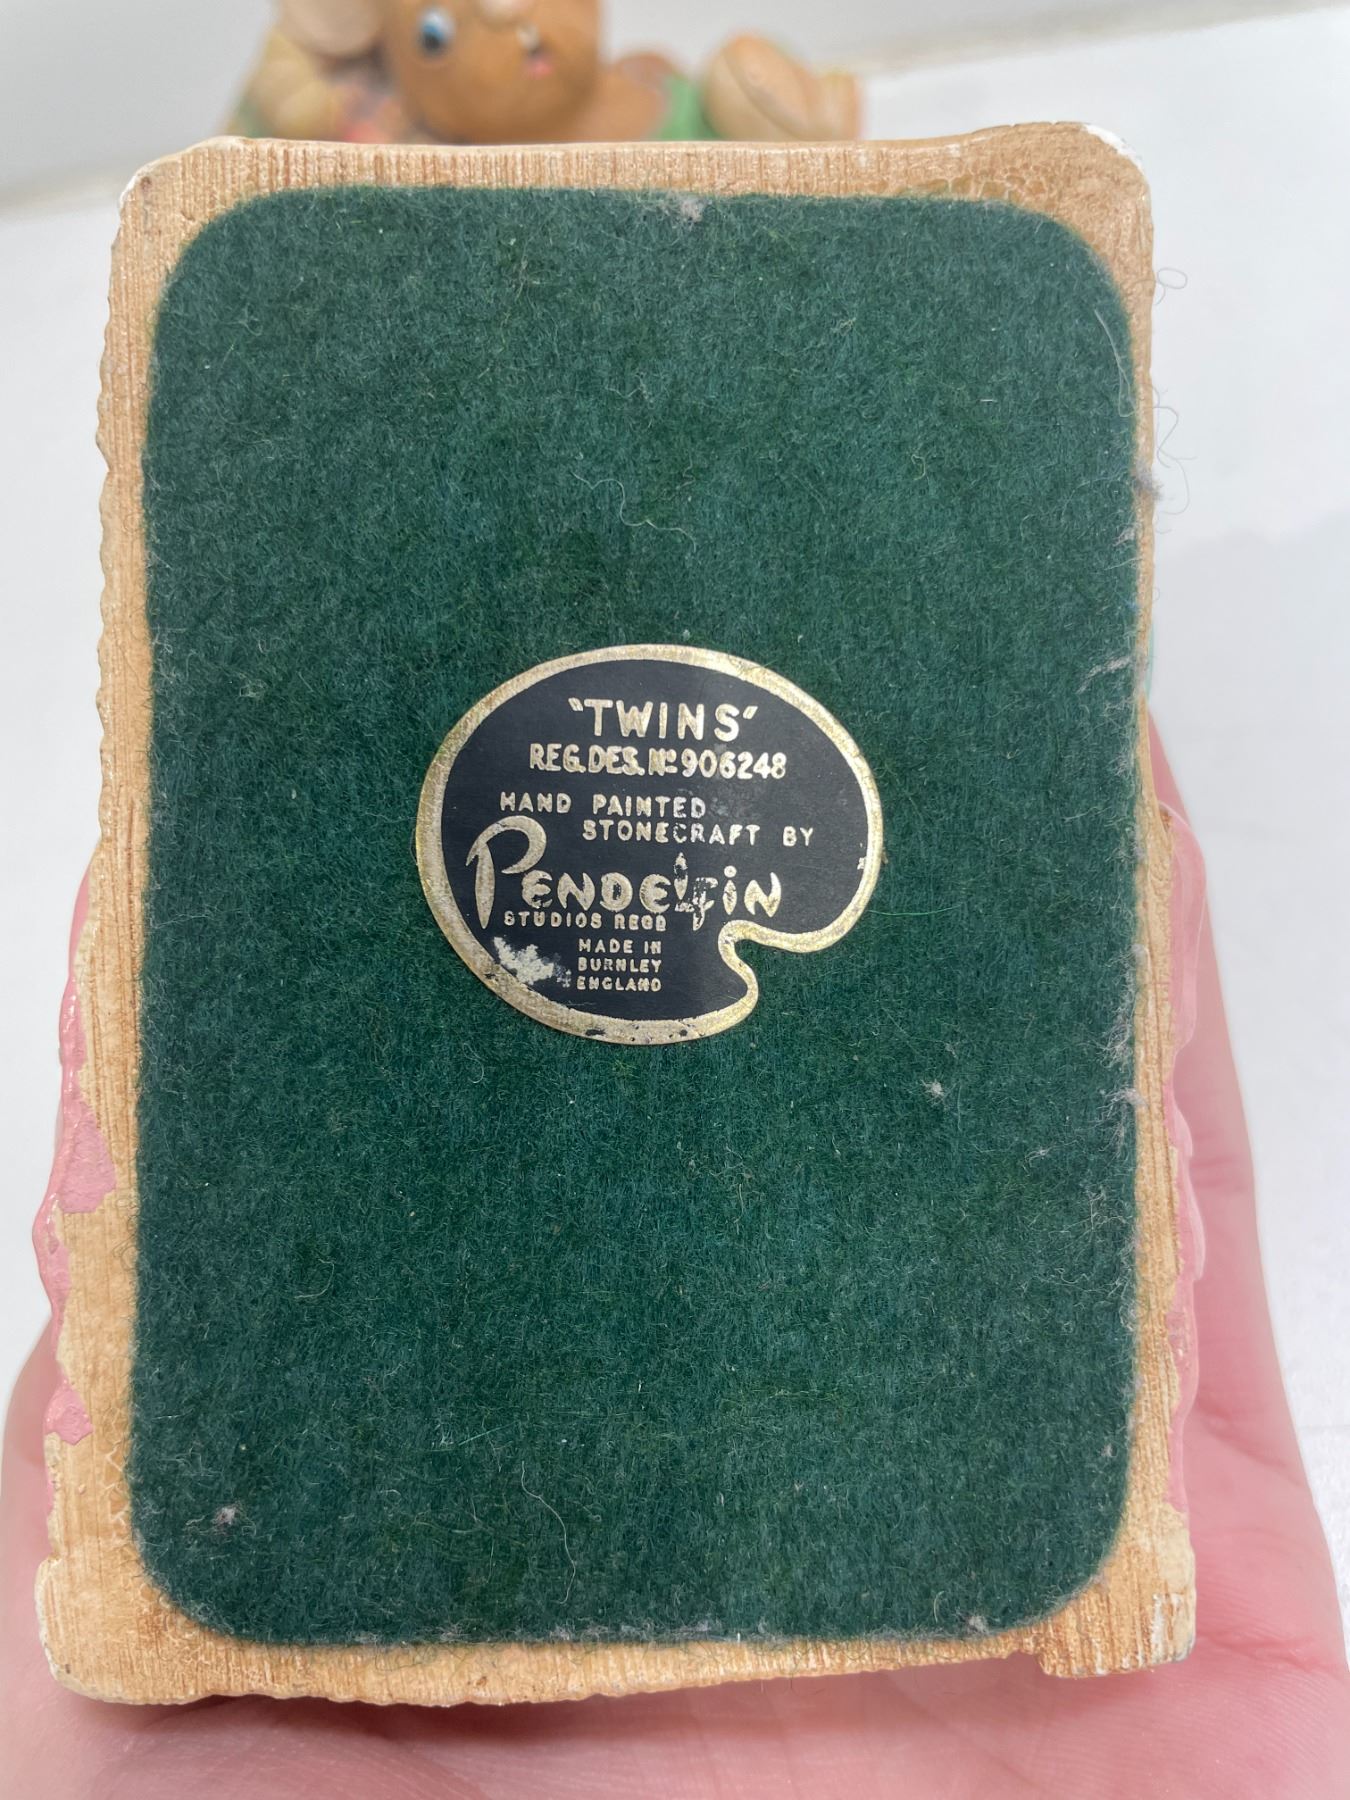 "TWINS"
REG.DES.Nº 906248
HAND PAINTED
STONECRAFT BY
PENDELFIN
STUDIOS REGD
MADE IN
BURNLEY
ENGLAND